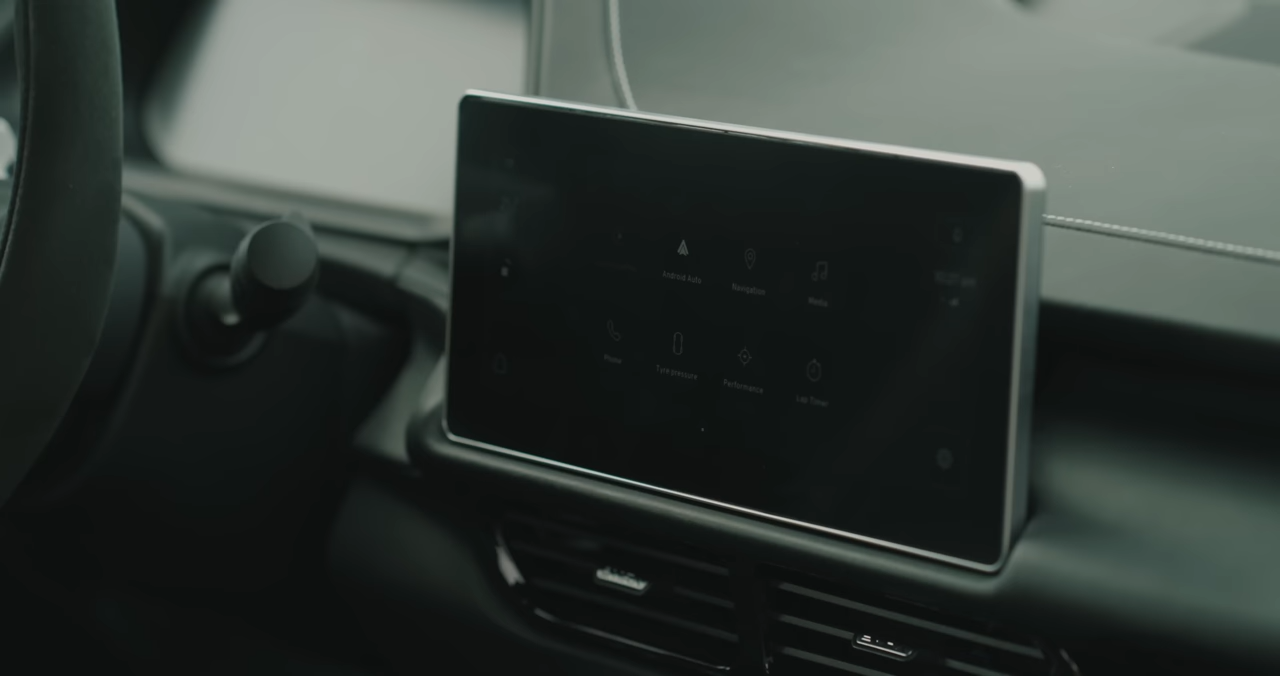 Android Auto
Navigation
Media
Phone
Tyre pressure
Performance
Lap Timer